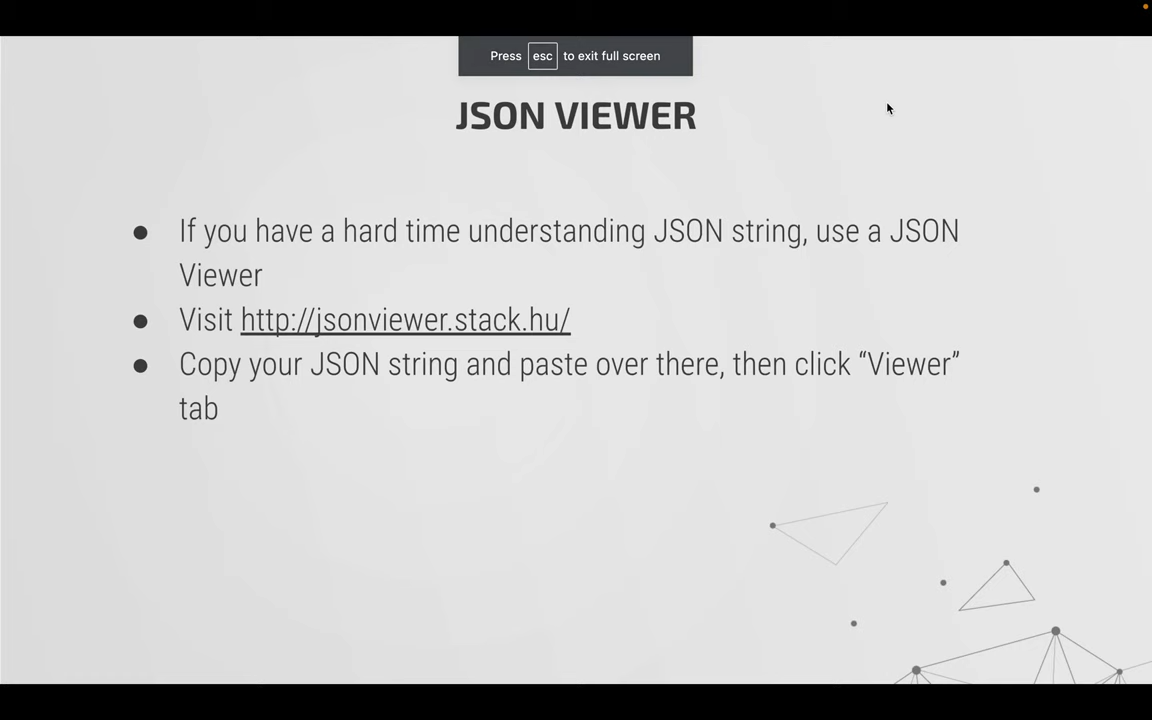 Press esc to exit full screen
JSON VIEWER
● If you have a hard time understanding JSON string, use a JSON
Viewer
● Visit http://jsonviewer.stack.hu/
● Copy your JSON string and paste over there, then click “Viewer”
tab